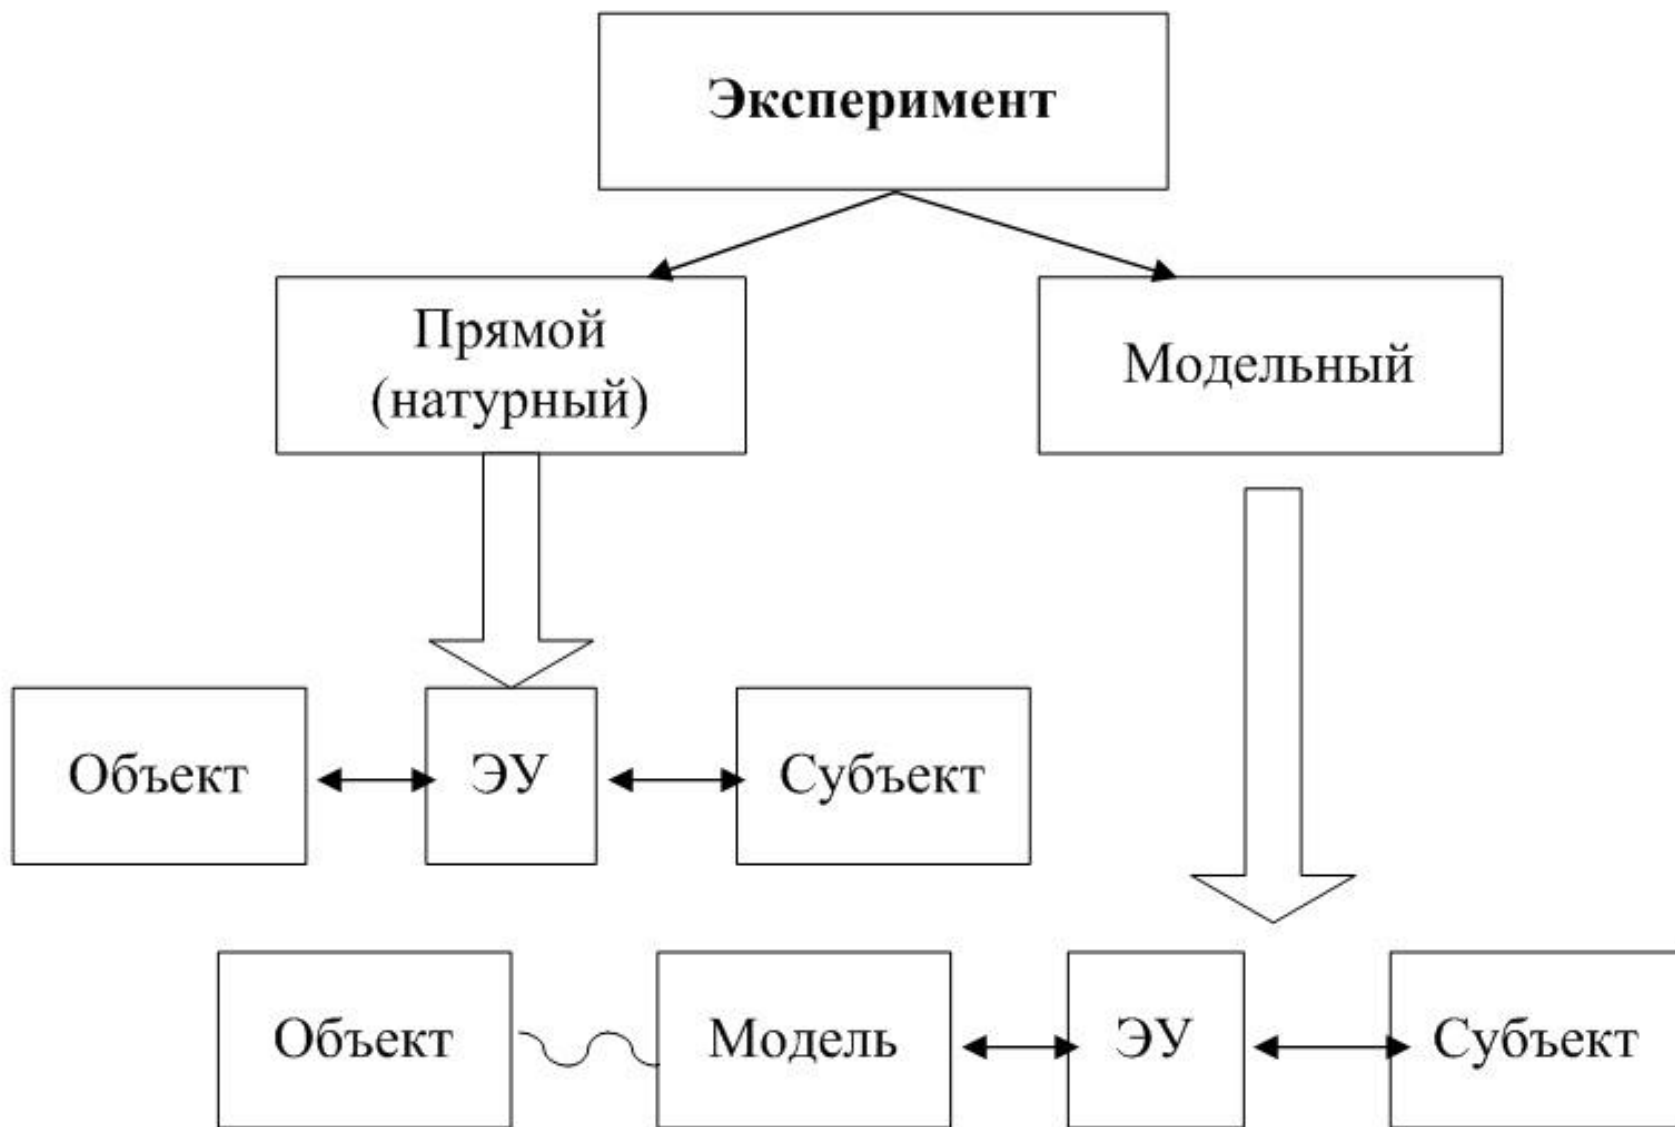 Эксперимент
Прямой
(натурный)
Модельный
Объект
ЭУ
Субъект
Объект
Модель
ЭУ
Субъект